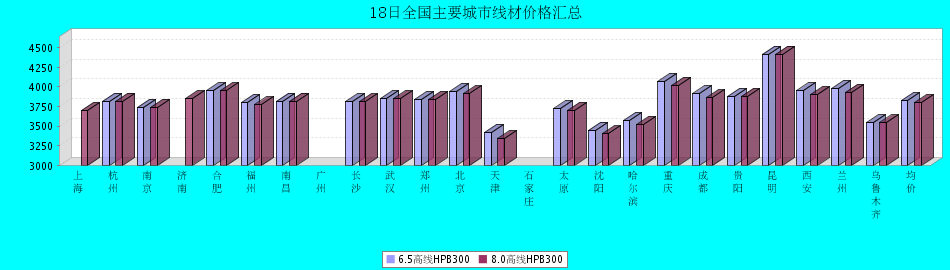 18日全国主要城市线材价格汇总
4500
4250
4000
3750
3500
3250
3000
上海
杭州
南京
济南
合肥
福州
南昌
广州
长沙
武汉
郑州
北京
天津
石家庄
太原
沈阳
哈尔滨
重庆
成都
贵阳
昆明
西安
兰州
乌鲁木齐
均价
6.5高线HPB300 8.0高线HPB300